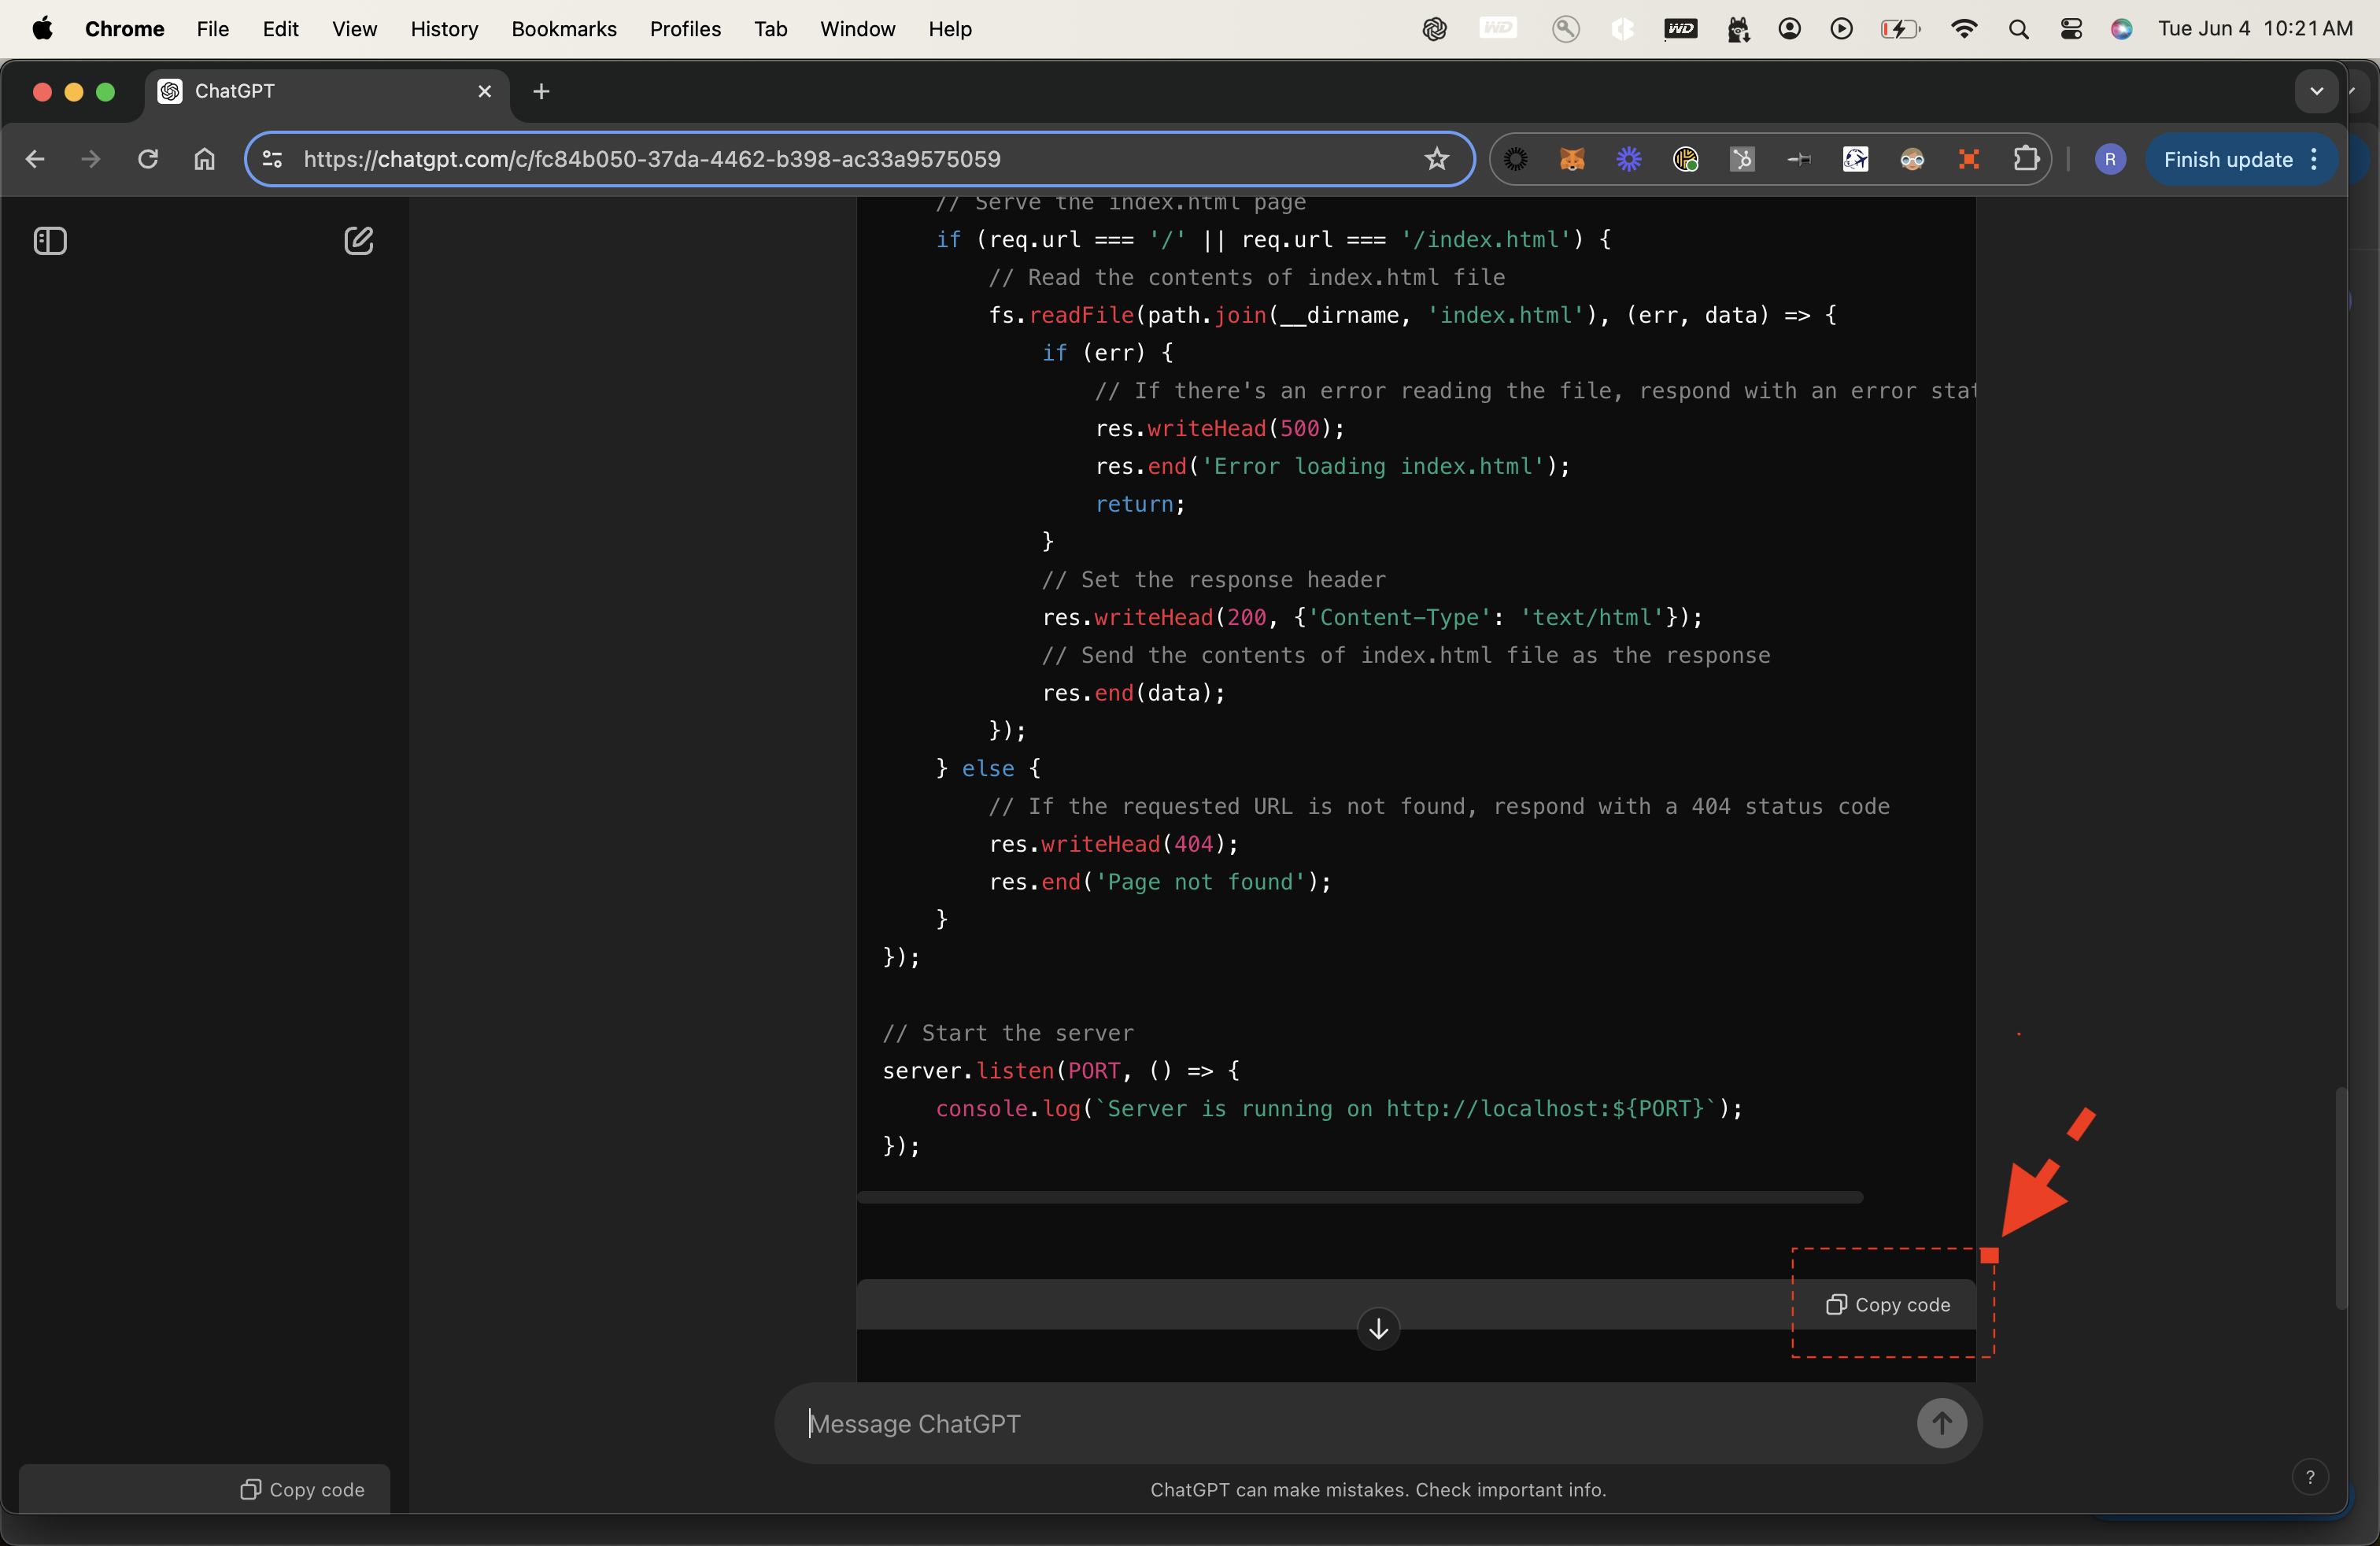 Chrome File Edit View History Bookmarks Profiles Tab Window Help WD WD Tue Jun 4 10:21 AM
ChatGPT
https://chatgpt.com/c/fc84b050-37da-4462-b398-ac33a9575059 R Finish update
// Serve the index.html page
if (req.url === '/' || req.url === '/index.html') {
// Read the contents of index.html file
fs.readFile(path.join(__dirname, 'index.html'), (err, data) => {
if (err) {
// If there's an error reading the file, respond with an error stat
res.writeHead(500);
res.end('Error loading index.html');
return;
}
// Set the response header
res.writeHead(200, {'Content-Type': 'text/html'});
// Send the contents of index.html file as the response
res.end(data);
});
} else {
// If the requested URL is not found, respond with a 404 status code
res.writeHead(404);
res.end('Page not found');
}
});
// Start the server
server.listen(PORT, () => {
console.log(`Server is running on http://localhost:${PORT}`);
});
Copy code
Message ChatGPT
Copy code
ChatGPT can make mistakes. Check important info.
?